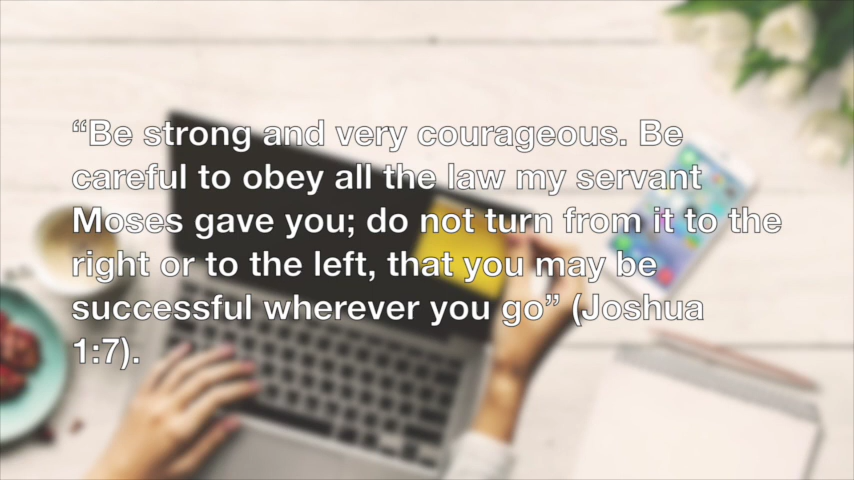 “Be strong and very courageous. Be
careful to obey all the law my servant
Moses gave you; do not turn from it to the
right or to the left, that you may be
successful wherever you go” (Joshua
1:7).